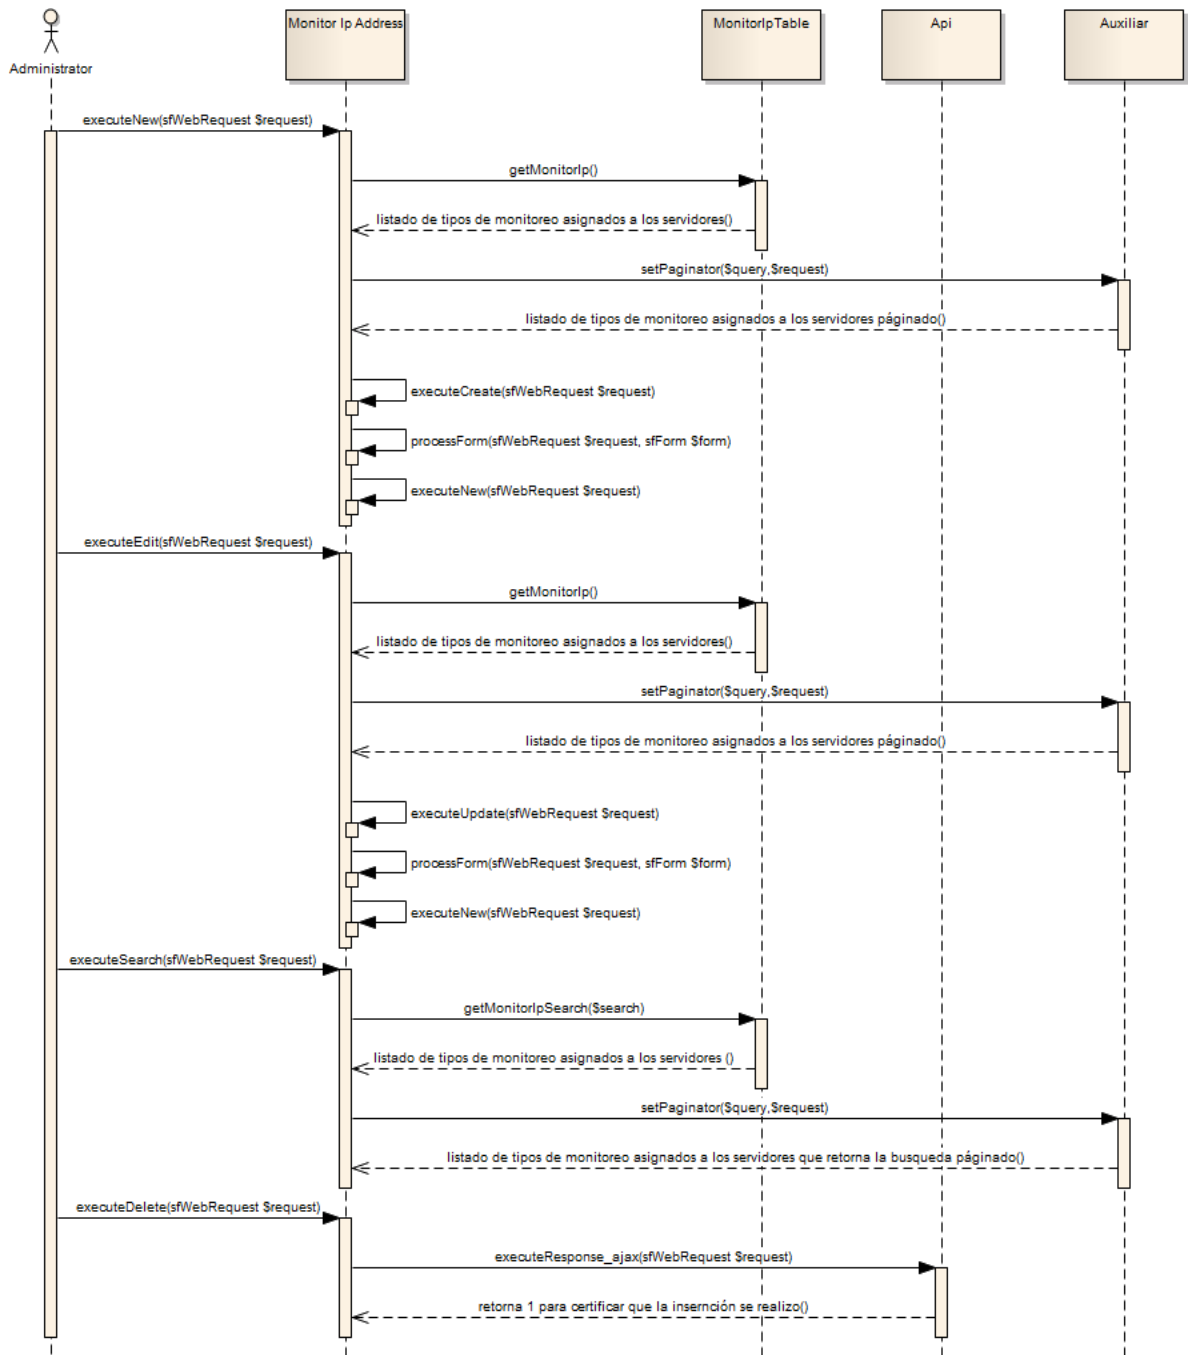 Monitor Ip Address
MonitorIpTable
Api
Auxiliar
Administrator
executeNew(sfWebRequest $request)
getMonitorIp()
listado de tipos de monitoreo asignados a los servidores()
setPaginator($query,$request)
listado de tipos de monitoreo asignados a los servidores páginado()
executeCreate(sfWebRequest $request)
processForm(sfWebRequest $request, sfForm $form)
executeNew(sfWebRequest $request)
executeEdit(sfWebRequest $request)
getMonitorIp()
listado de tipos de monitoreo asignados a los servidores()
setPaginator($query,$request)
listado de tipos de monitoreo asignados a los servidores páginado()
executeUpdate(sfWebRequest $request)
processForm(sfWebRequest $request, sfForm $form)
executeNew(sfWebRequest $request)
executeSearch(sfWebRequest $request)
getMonitorIpSearch($search)
listado de tipos de monitoreo asignados a los servidores ()
setPaginator($query,$request)
listado de tipos de monitoreo asignados a los servidores que retorna la busqueda páginado()
executeDelete(sfWebRequest $request)
executeResponse_ajax(sfWebRequest $request)
retorna 1 para certificar que la insernción se realizo()